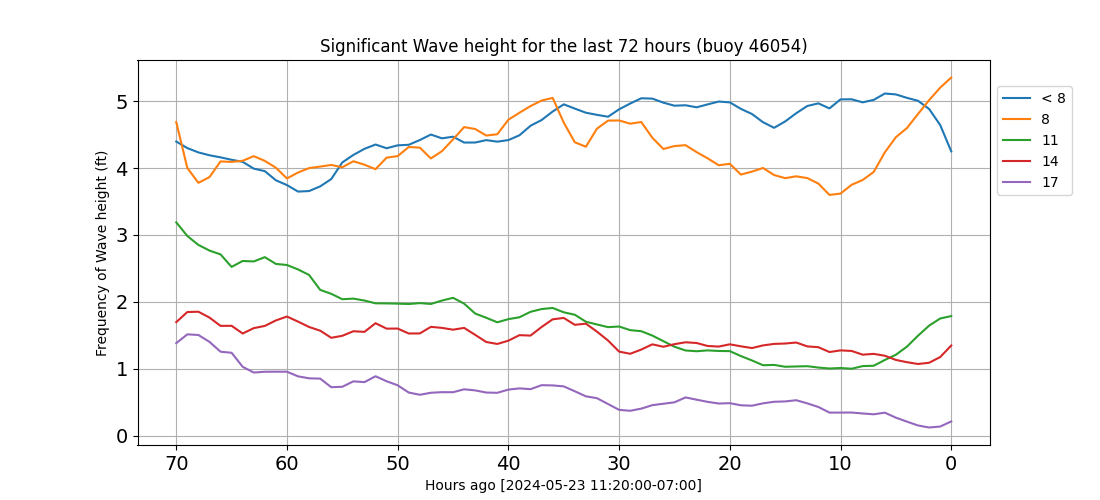 Significant Wave height for the last 72 hours (buoy 46054)
Frequency of Wave height (ft)
5
4
3
2
1
0
70 60 50 40 30 20 10 0
Hours ago [2024-05-23 11:20:00-07:00]
< 8
8
11
14
17